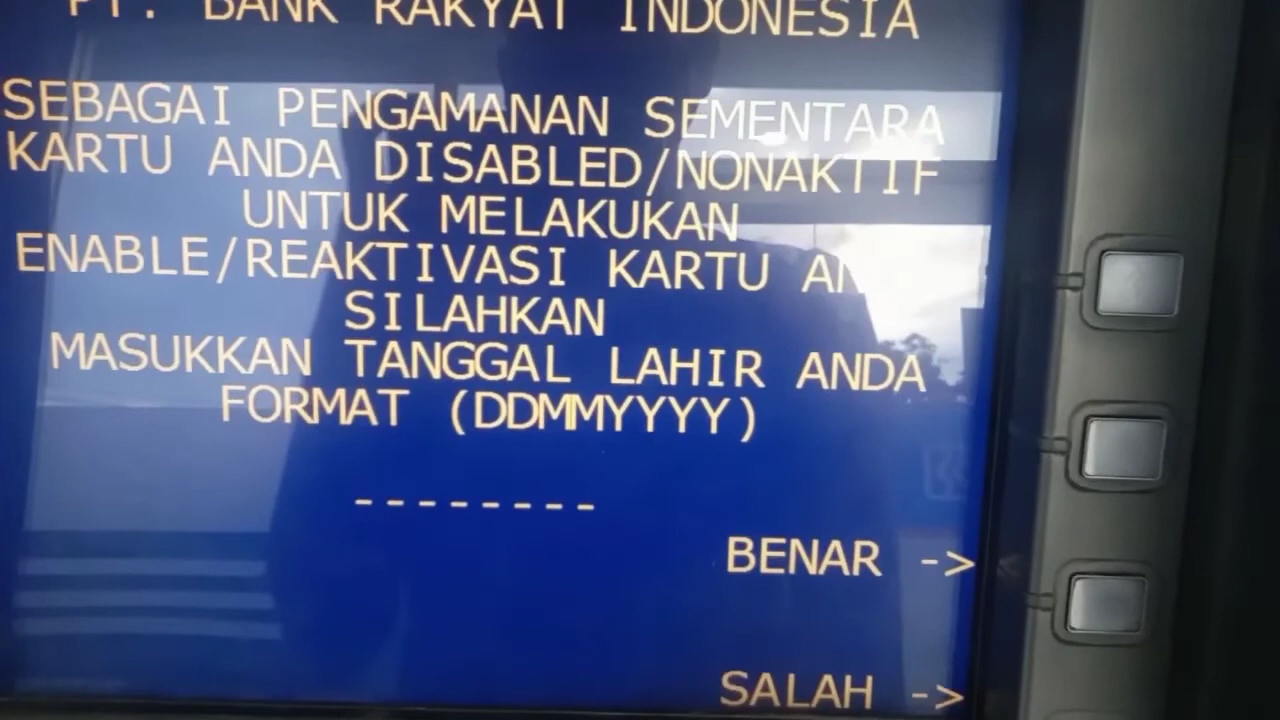 PT. BANK RAKYAT INDONESIA
SEBAGAI PENGAMANAN SEMENTARA
KARTU ANDA DISABLED/NONAKTIF
UNTUK MELAKUKAN
ENABLE/REAKTIVASI KARTU
SILAHKAN
MASUKKAN TANGGAL LAHIR ANDA
FORMAT (DDMMYYYY)
--------
BENAR ->
SALAH ->